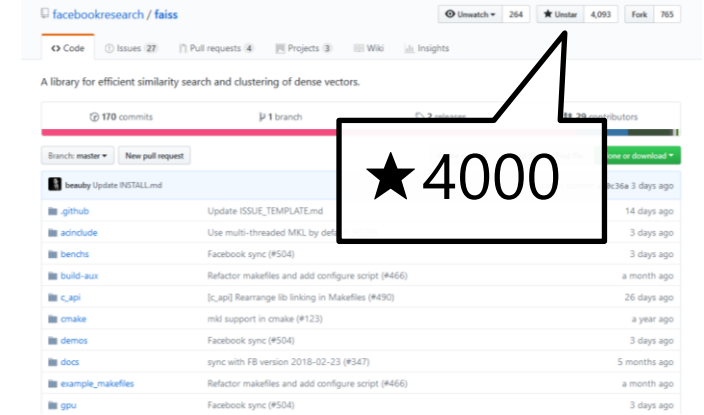 facebookresearch / faiss
Unwatch 264 Unstar 4,093 Fork 765
Code Issues 27 Pull requests 4 Projects 3 Wiki Insights
A library for efficient similarity search and clustering of dense vectors.
170 commits 1 branch 2 releases 29 contributors
★4000
Branch: master New pull request one or download
beauby Update INSTALL.md 3 days ago
.github Update ISSUE_TEMPLATE.md 14 days ago
acinclude Use multi-threaded MKL by 3 days ago
benchs Facebook sync (#504) 3 days ago
build-aux Refactor makefiles and add configure script (#466) a month ago
c_api [c_api] Rearrange lib linking in Makefiles (#490) 26 days ago
cmake mkl support in cmake (#123) a year ago
demos Facebook sync (#504) 3 days ago
docs sync with FB version 2018-02-23 (#347) 5 months ago
example_makefiles Refactor makefiles and add configure script (#466) a month ago
gpu Facebook sync (#504) 3 days ago